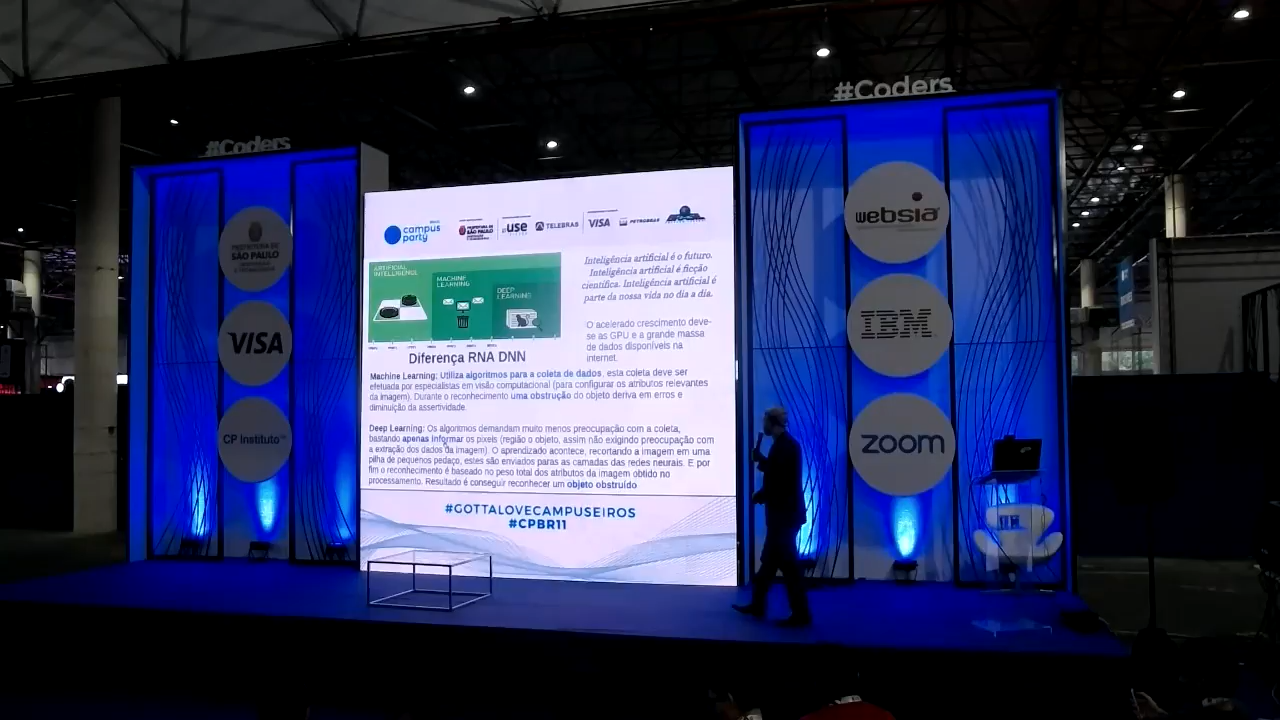 #Coders
#Coders
PREFEITURA DE
SÃO PAULO
VISA
CP Instituto
campus
party
use
TELEBRAS
VISA
PETROBRAS
ARTIFICIAL
INTELLIGENCE
MACHINE
LEARNING
DEEP
LEARNING
Inteligência artificial é o futuro.
Inteligência artificial é ficção
científica. Inteligência artificial é
parte da nossa vida no dia a dia.
O acelerado crescimento deve-
se as GPU e a grande massa
de dados disponíveis na
internet.
Diferença RNA DNN
Machine Learning: Utiliza algoritmos para a coleta de dados, esta coleta deve ser
efetuada por especialistas em visão computacional (para configurar os atributos relevantes
da imagem). Durante o reconhecimento uma obstrução do objeto deriva em erros e
diminuição da assertividade.
Deep Learning: Os algoritmos demandam muito menos preocupação com a coleta,
bastando apenas informar os pixels (região o objeto, assim não exigindo preocupação com
a extração dos dados da imagem). O aprendizado acontece, recortando a imagem em uma
pilha de pequenos pedaço, estes são enviados paras as camadas das redes neurais. E por
fim o reconhecimento é baseado no peso total dos atributos da imagem obtido no
processamento. Resultado é conseguir reconhecer um objeto obstruído
#GOTTALOVECAMPUSEIROS
#CPBR11
websia
IBM
zoom